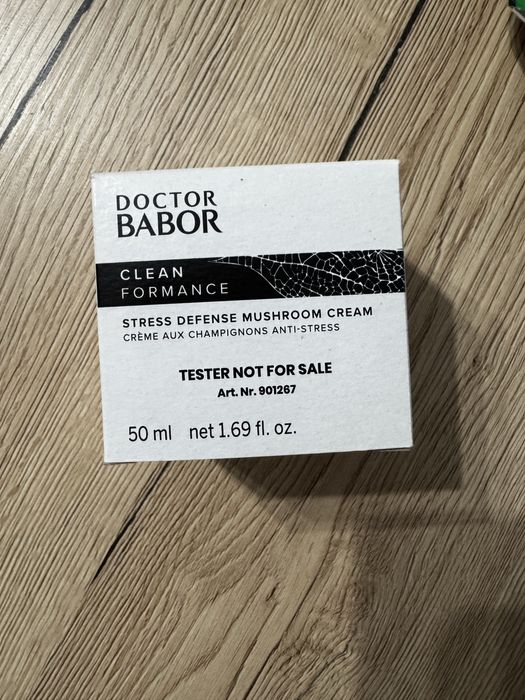 DOCTOR
BABOR
CLEAN
FORMANCE
STRESS DEFENSE MUSHROOM CREAM
CRÈME AUX CHAMPIGNONS ANTI-STRESS
TESTER NOT FOR SALE
Art. Nr. 901267
50 ml net 1.69 fl. oz.